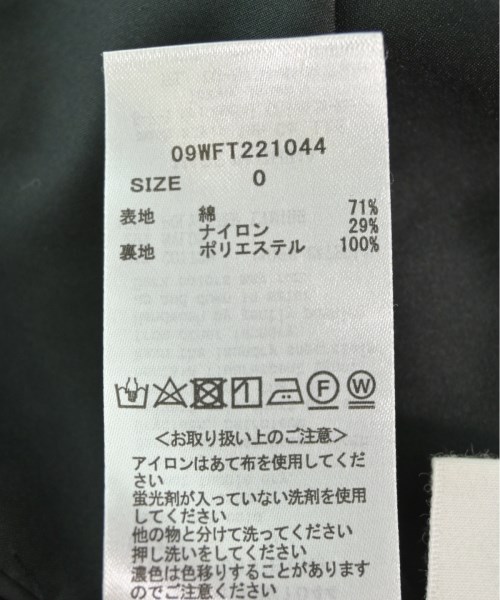 09WFT221044
SIZE 0
表地 綿 71%
ナイロン 29%
裏地 ポリエステル 100%
F W
<お取り扱い上のご注意>
アイロンはあて布を使用してくだ
さい
蛍光剤が入っていない洗剤を使用
してください
他の物と分けて洗ってください
押し洗いをしてください
濃色は色移りすることがあります
のでご注意ください